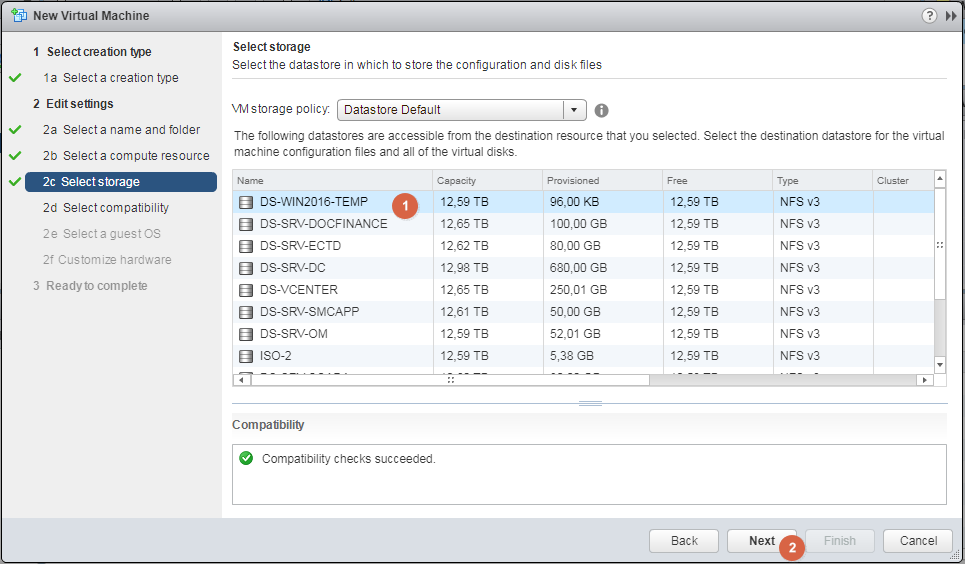 New Virtual Machine
1 Select creation type
1a Select a creation type
2 Edit settings
2a Select a name and folder
2b Select a compute resource
2c Select storage
2d Select compatibility
2e Select a guest OS
2f Customize hardware
3 Ready to complete
Select storage
Select the datastore in which to store the configuration and disk files
VM storage policy: Datastore Default
The following datastores are accessible from the destination resource that you selected. Select the destination datastore for the virtual
machine configuration files and all of the virtual disks.
Name Capacity Provisioned Free Type Cluster
DS-WIN2016-TEMP 1 12,59 TB 96,00 KB 12,59 TB NFS v3
DS-SRV-DOCFINANCE 12,65 TB 100,00 GB 12,59 TB NFS v3
DS-SRV-ECTD 12,62 TB 80,00 GB 12,59 TB NFS v3
DS-SRV-DC 12,98 TB 680,00 GB 12,59 TB NFS v3
DS-VCENTER 12,65 TB 250,01 GB 12,59 TB NFS v3
DS-SRV-SMCAPP 12,61 TB 50,00 GB 12,59 TB NFS v3
DS-SRV-OM 12,59 TB 52,01 GB 12,59 TB NFS v3
ISO-2 12,59 TB 5,38 GB 12,59 TB NFS v3
Compatibility
Compatibility checks succeeded.
Back Next 2 Finish Cancel